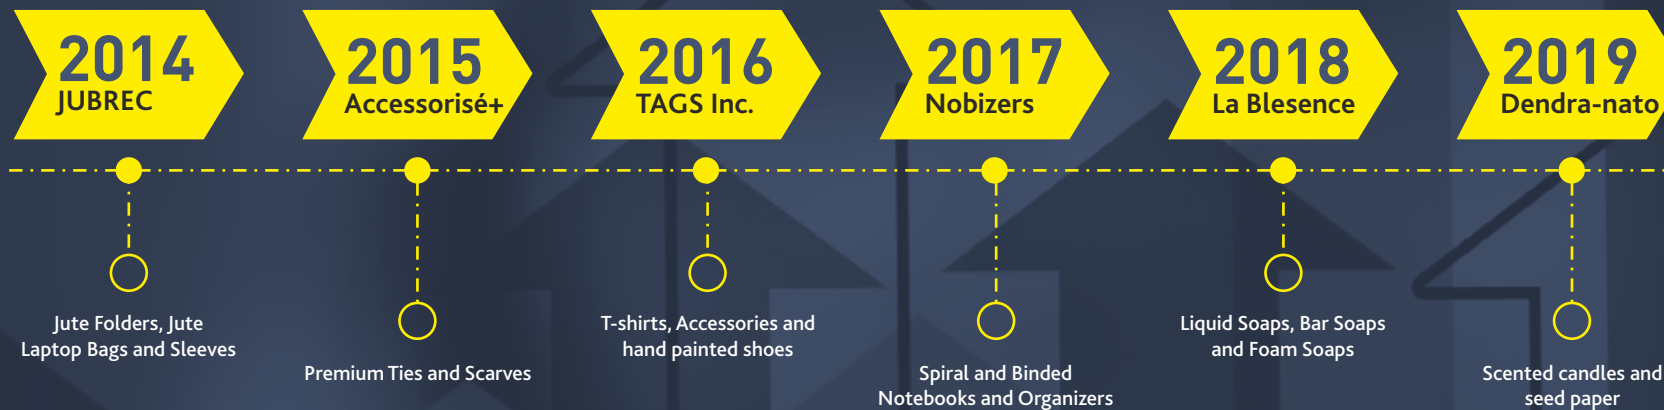 2014
JUBREC
Jute Folders, Jute
Laptop Bags and Sleeves
2015
Accessorisé+
Premium Ties and Scarves
2016
TAGS Inc.
T-shirts, Accessories and
hand painted shoes
2017
Nobizers
Spiral and Binded
Notebooks and Organizers
2018
La Blesence
Liquid Soaps, Bar Soaps
and Foam Soaps
2019
Dendra-nato
Scented candles and
seed paper